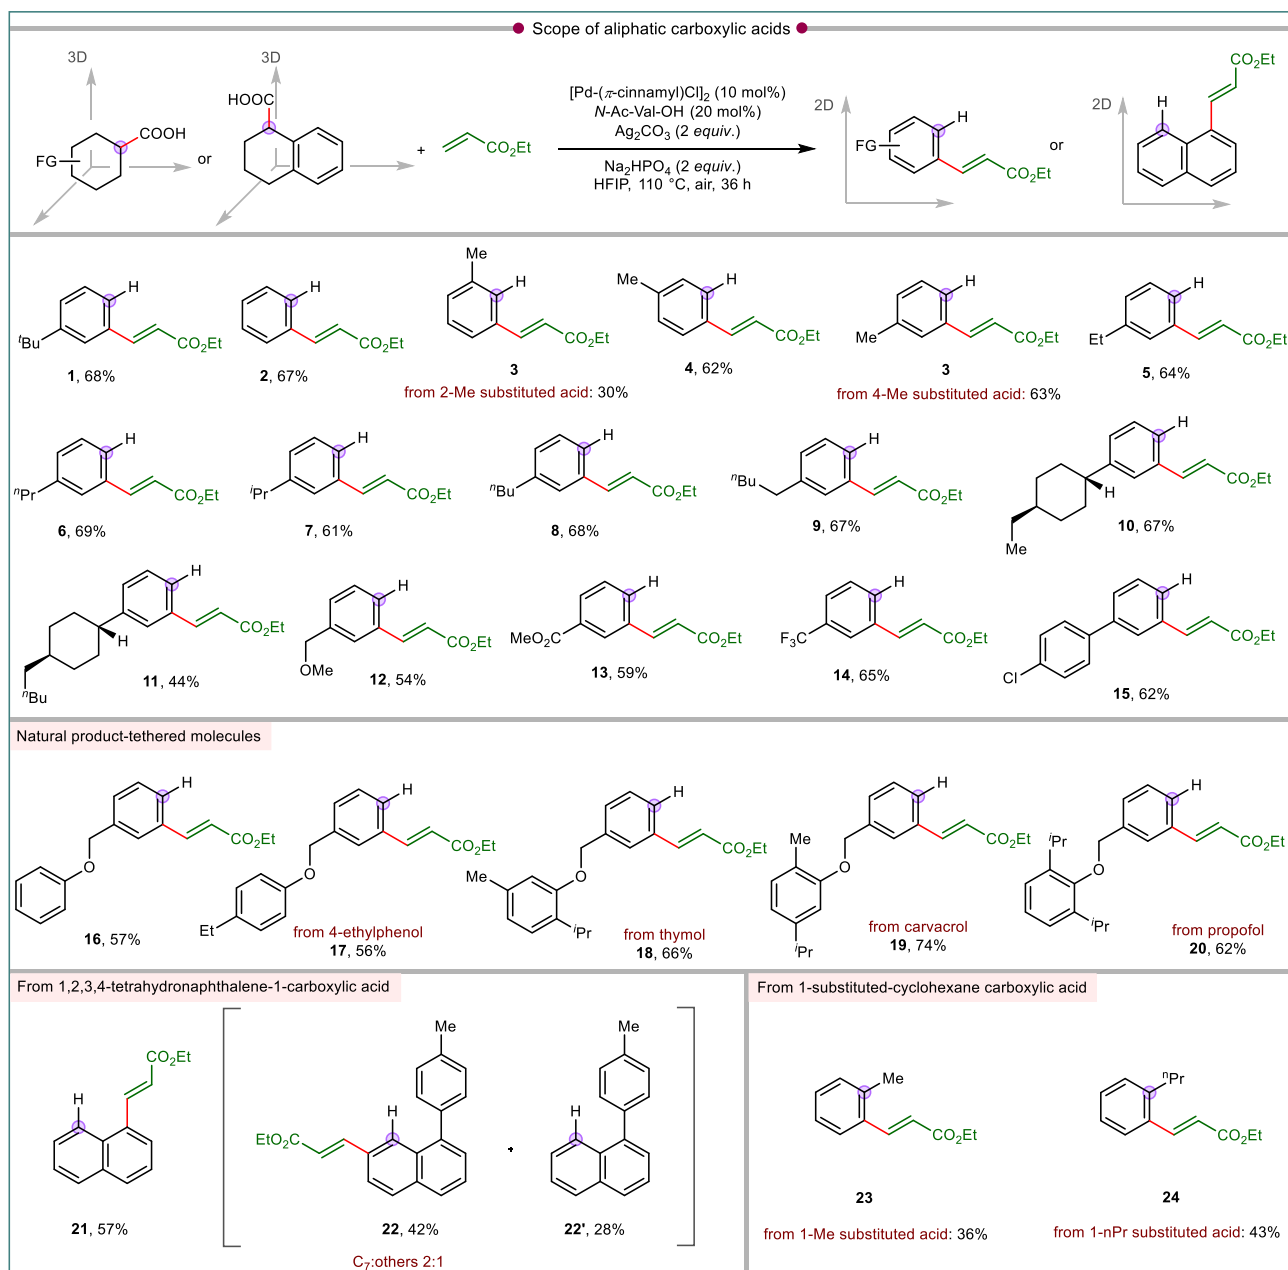 Scope of aliphatic carboxylic acids
3D
3D
HOOC
COOH
FG
or
+
CO2Et
[Pd-(π-cinnamyl)Cl]2 (10 mol%)
N-Ac-Val-OH (20 mol%)
Ag2CO3 (2 equiv.)
Na2HPO4 (2 equiv.)
HFIP, 110 °C, air, 36 h
2D
H
FG
CO2Et
or
2D
CO2Et
H
H
tBu
CO2Et
1, 68%
H
CO2Et
2, 67%
Me
H
CO2Et
3
from 2-Me substituted acid: 30%
Me
H
CO2Et
4, 62%
H
Me
CO2Et
3
from 4-Me substituted acid: 63%
H
Et
CO2Et
5, 64%
H
nPr
CO2Et
6, 69%
H
iPr
CO2Et
7, 61%
H
nBu
CO2Et
8, 68%
H
nBu
CO2Et
9, 67%
H
CO2Et
H
Me
10, 67%
H
CO2Et
H
nBu
11, 44%
H
CO2Et
OMe
12, 54%
H
MeO2C
CO2Et
13, 59%
H
F3C
CO2Et
14, 65%
H
CO2Et
Cl
15, 62%
Natural product-tethered molecules
H
CO2Et
O
16, 57%
H
CO2Et
O
Et
from 4-ethylphenol
17, 56%
H
CO2Et
O
Me
iPr
from thymol
18, 66%
H
CO2Et
Me
O
iPr
from carvacrol
19, 74%
H
CO2Et
iPr
O
iPr
from propofol
20, 62%
From 1,2,3,4-tetrahydronaphthalene-1-carboxylic acid
CO2Et
H
21, 57%
Me
H
EtO2C
22, 42%
C7:others 2:1
+
Me
H
22', 28%
From 1-substituted-cyclohexane carboxylic acid
Me
CO2Et
23
from 1-Me substituted acid: 36%
nPr
CO2Et
24
from 1-nPr substituted acid: 43%